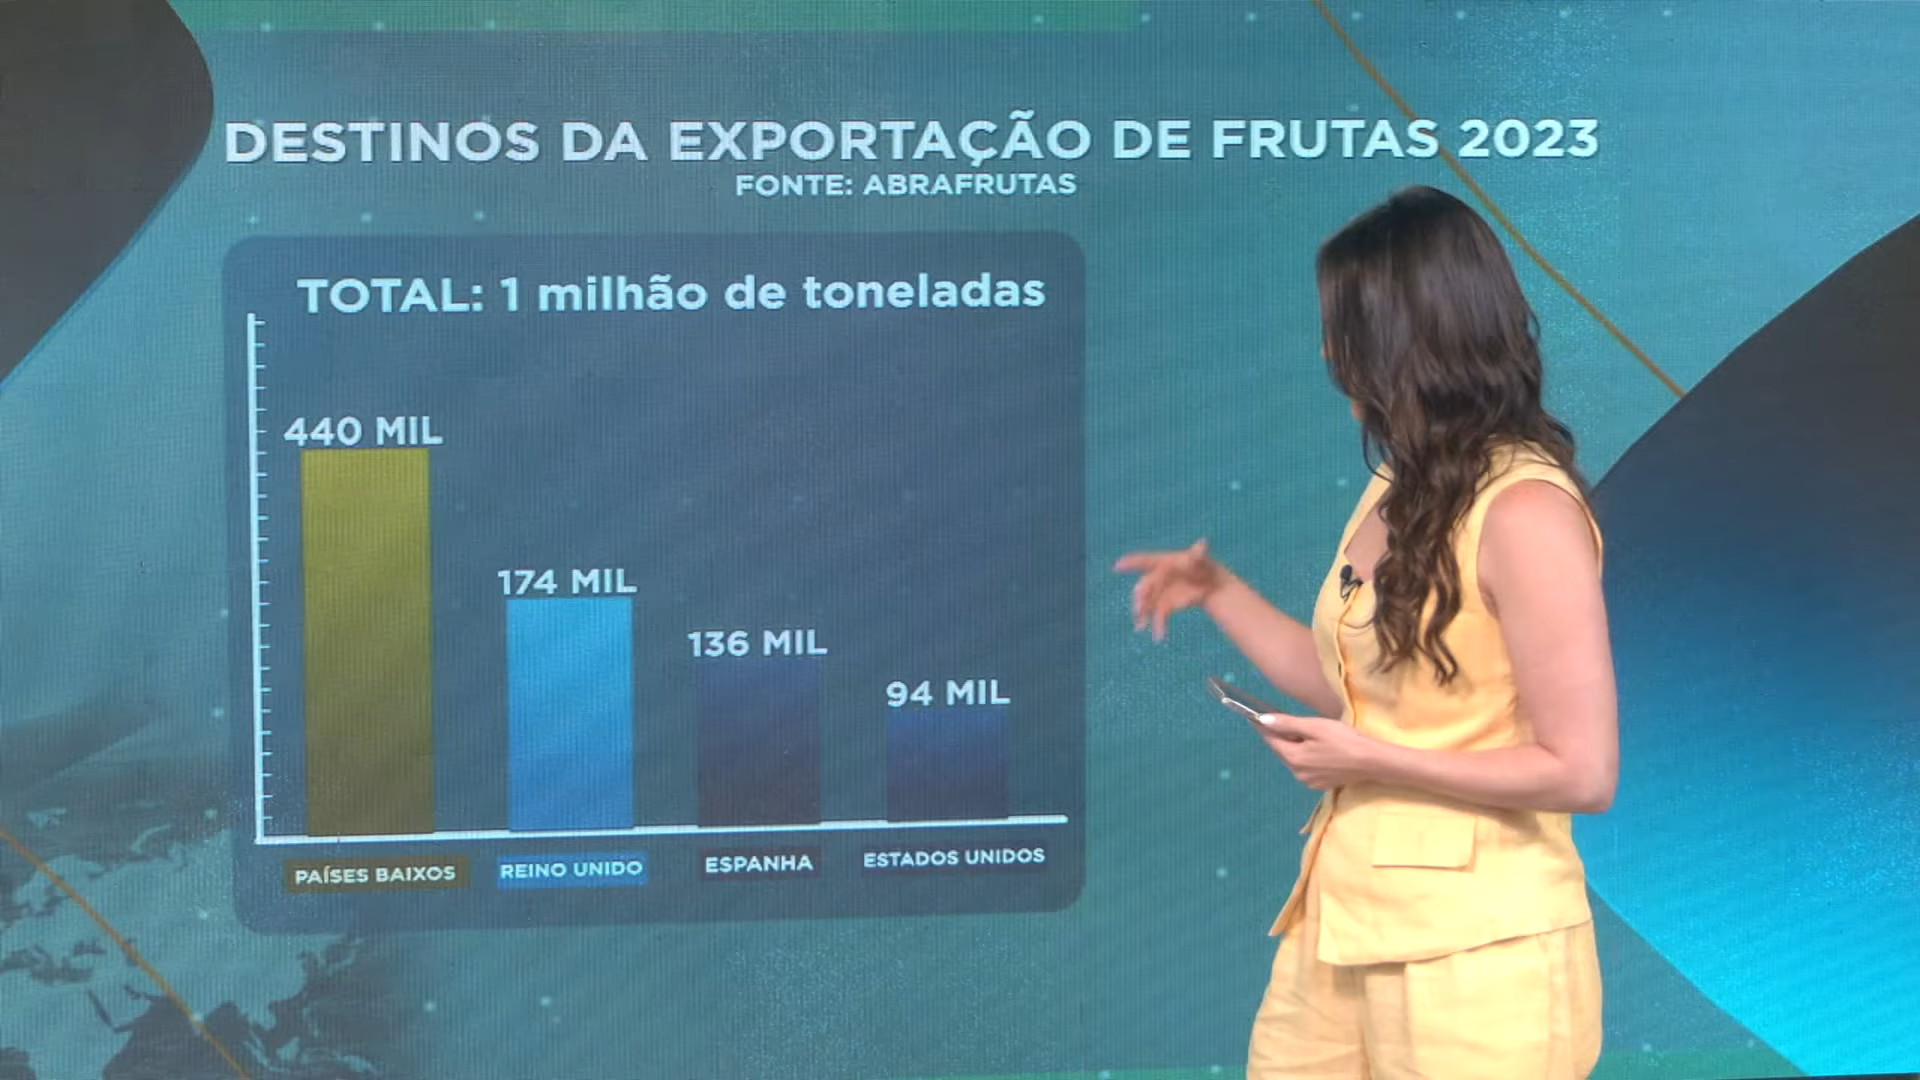 DESTINOS DA EXPORTAÇÃO DE FRUTAS 2023
FONTE: ABRAFRUTAS
TOTAL: 1 milhão de toneladas
440 MIL
174 MIL
136 MIL
94 MIL
PAÍSES BAIXOS
REINO UNIDO
ESPANHA
ESTADOS UNIDOS